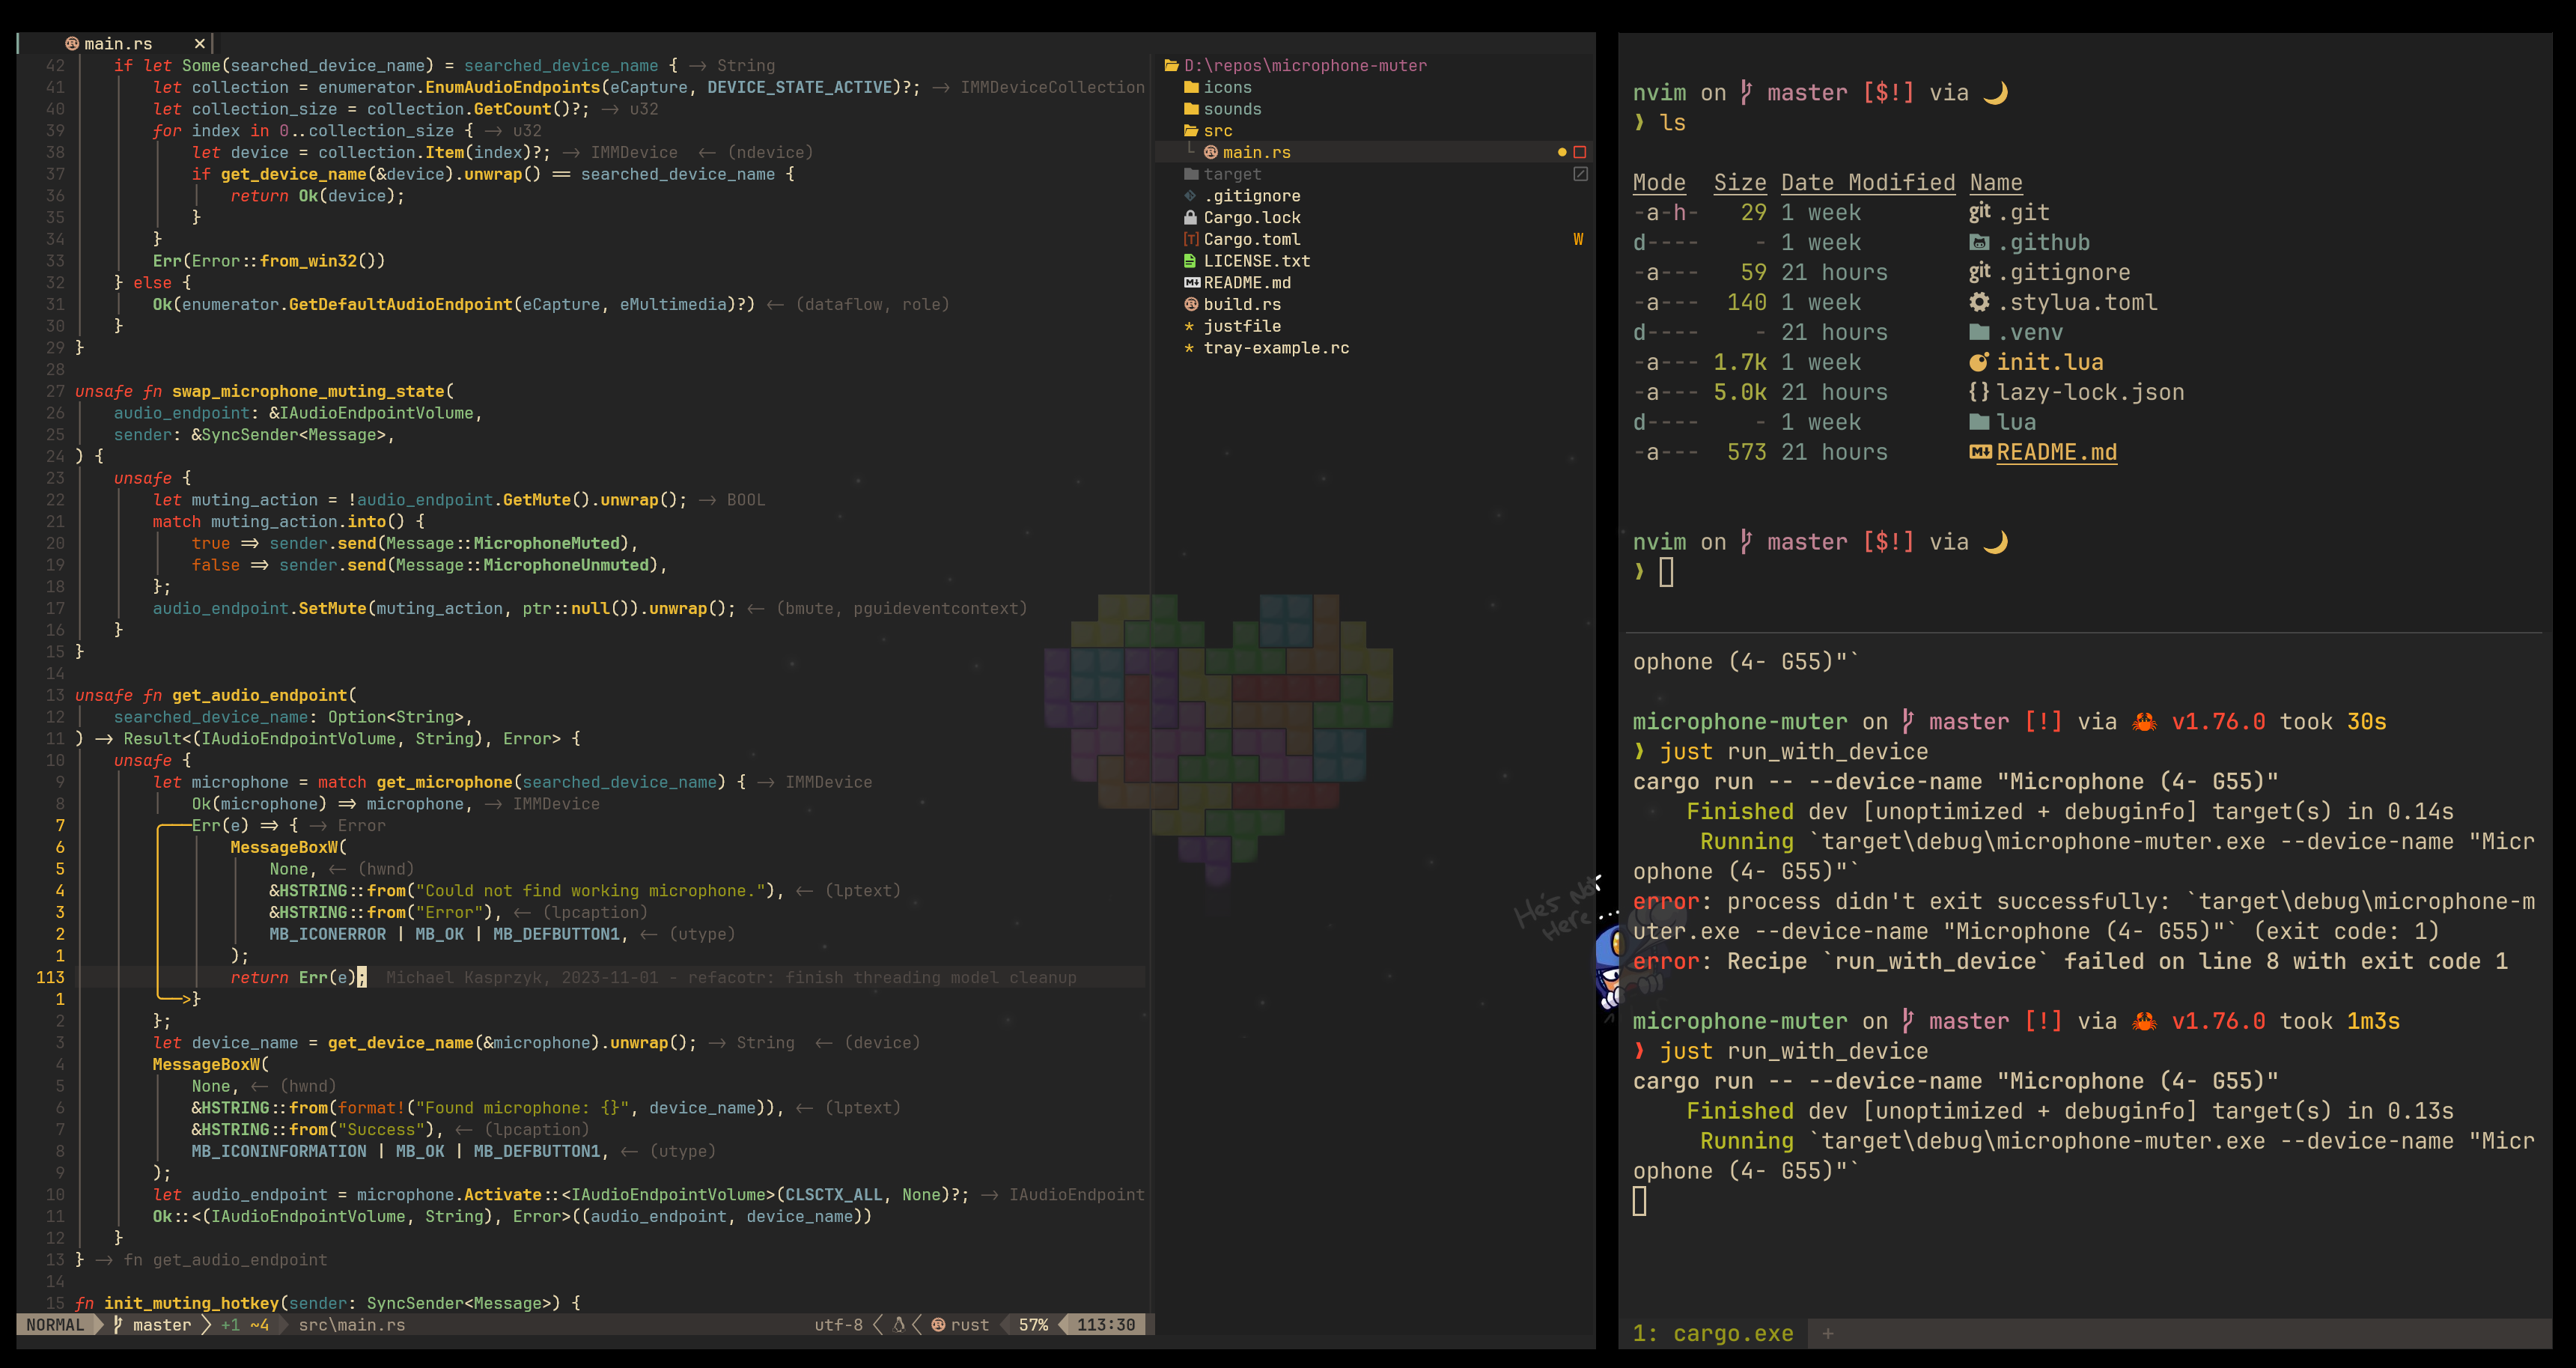 main.rs ×
42 if let Some(searched_device_name) = searched_device_name { -> String
41 let collection = enumerator.EnumAudioEndpoints(eCapture, DEVICE_STATE_ACTIVE)?; -> IMMDeviceCollection
40 let collection_size = collection.GetCount()?; -> u32
39 for index in 0..collection_size { -> u32
38 let device = collection.Item(index)?; -> IMMDevice <- (ndevice)
37 if get_device_name(&device).unwrap() == searched_device_name {
36 return Ok(device);
35 }
34 }
33 Err(Error::from_win32())
32 } else {
31 Ok(enumerator.GetDefaultAudioEndpoint(eCapture, eMultimedia)?) <- (dataflow, role)
30 }
29 }
28
27 unsafe fn swap_microphone_muting_state(
26 audio_endpoint: &IAudioEndpointVolume,
25 sender: &SyncSender<Message>,
24 ) {
23 unsafe {
22 let muting_action = !audio_endpoint.GetMute().unwrap(); -> BOOL
21 match muting_action.into() {
20 true => sender.send(Message::MicrophoneMuted),
19 false => sender.send(Message::MicrophoneUnmuted),
18 };
17 audio_endpoint.SetMute(muting_action, ptr::null()).unwrap(); <- (bmute, pguideventcontext)
16 }
15 }
14
13 unsafe fn get_audio_endpoint(
12 searched_device_name: Option<String>,
11 ) -> Result<(IAudioEndpointVolume, String), Error> {
10 unsafe {
9 let microphone = match get_microphone(searched_device_name) { -> IMMDevice
8 Ok(microphone) => microphone, -> IMMDevice
7 Err(e) => { -> Error
6 MessageBoxW(
5 None, <- (hwnd)
4 &HSTRING::from("Could not find working microphone."), <- (lptext)
3 &HSTRING::from("Error"), <- (lpcaption)
2 MB_ICONERROR | MB_OK | MB_DEFBUTTON1, <- (utype)
1 );
113 return Err(e); Michael Kasprzyk, 2023-11-01 - refacotr: finish threading model cleanup
1 }
2 };
3 let device_name = get_device_name(&microphone).unwrap(); -> String <- (device)
4 MessageBoxW(
5 None, <- (hwnd)
6 &HSTRING::from(format!("Found microphone: {}", device_name)), <- (lptext)
7 &HSTRING::from("Success"), <- (lpcaption)
8 MB_ICONINFORMATION | MB_OK | MB_DEFBUTTON1, <- (utype)
9 );
10 let audio_endpoint = microphone.Activate::<IAudioEndpointVolume>(CLSCTX_ALL, None)?; -> IAudioEndpoint
11 Ok::<(IAudioEndpointVolume, String), Error>((audio_endpoint, device_name))
12 }
13 } -> fn get_audio_endpoint
14
15 fn init_muting_hotkey(sender: SyncSender<Message>) {
NORMAL master +1 ~4 src\main.rs utf-8 rust 57% 113:30
D:\repos\microphone-muter
icons
sounds
src
main.rs
target
.gitignore
Cargo.lock
[T] Cargo.toml W
LICENSE.txt
README.md
build.rs
* justfile
* tray-example.rc
He's Not
Here ...
nvim on master [$!] via
❯ ls
Mode Size Date Modified Name
-a-h- 29 1 week git .git
d---- - 1 week .github
-a--- 59 21 hours git .gitignore
-a--- 140 1 week .stylua.toml
d---- - 21 hours .venv
-a--- 1.7k 1 week init.lua
-a--- 5.0k 21 hours {} lazy-lock.json
d---- - 1 week lua
-a--- 573 21 hours README.md
nvim on master [$!] via
❯
ophone (4- G55)"`
microphone-muter on master [!] via 🦀 v1.76.0 took 30s
❯ just run_with_device
cargo run -- --device-name "Microphone (4- G55)"
Finished dev [unoptimized + debuginfo] target(s) in 0.14s
Running `target\debug\microphone-muter.exe --device-name "Micr
ophone (4- G55)"`
error: process didn't exit successfully: `target\debug\microphone-m
uter.exe --device-name "Microphone (4- G55)"` (exit code: 1)
error: Recipe `run_with_device` failed on line 8 with exit code 1
microphone-muter on master [!] via 🦀 v1.76.0 took 1m3s
❯ just run_with_device
cargo run -- --device-name "Microphone (4- G55)"
Finished dev [unoptimized + debuginfo] target(s) in 0.13s
Running `target\debug\microphone-muter.exe --device-name "Micr
ophone (4- G55)"`
1: cargo.exe +